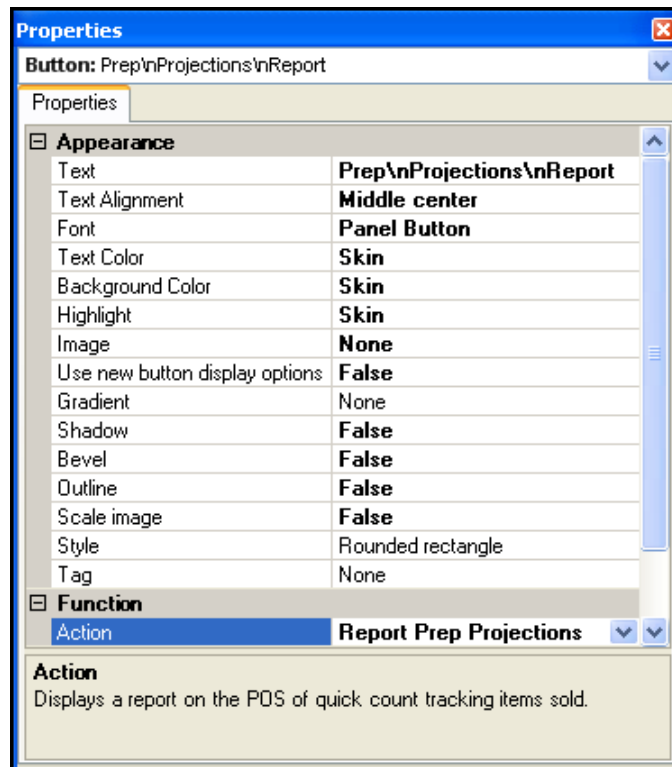 Properties
Button: Prep\nProjections\nReport
Properties
Appearance
Text Prep\nProjections\nReport
Text Alignment Middle center
Font Panel Button
Text Color Skin
Background Color Skin
Highlight Skin
Image None
Use new button display options False
Gradient None
Shadow False
Bevel False
Outline False
Scale image False
Style Rounded rectangle
Tag None
Function
Action Report Prep Projections
Action
Displays a report on the POS of quick count tracking items sold.